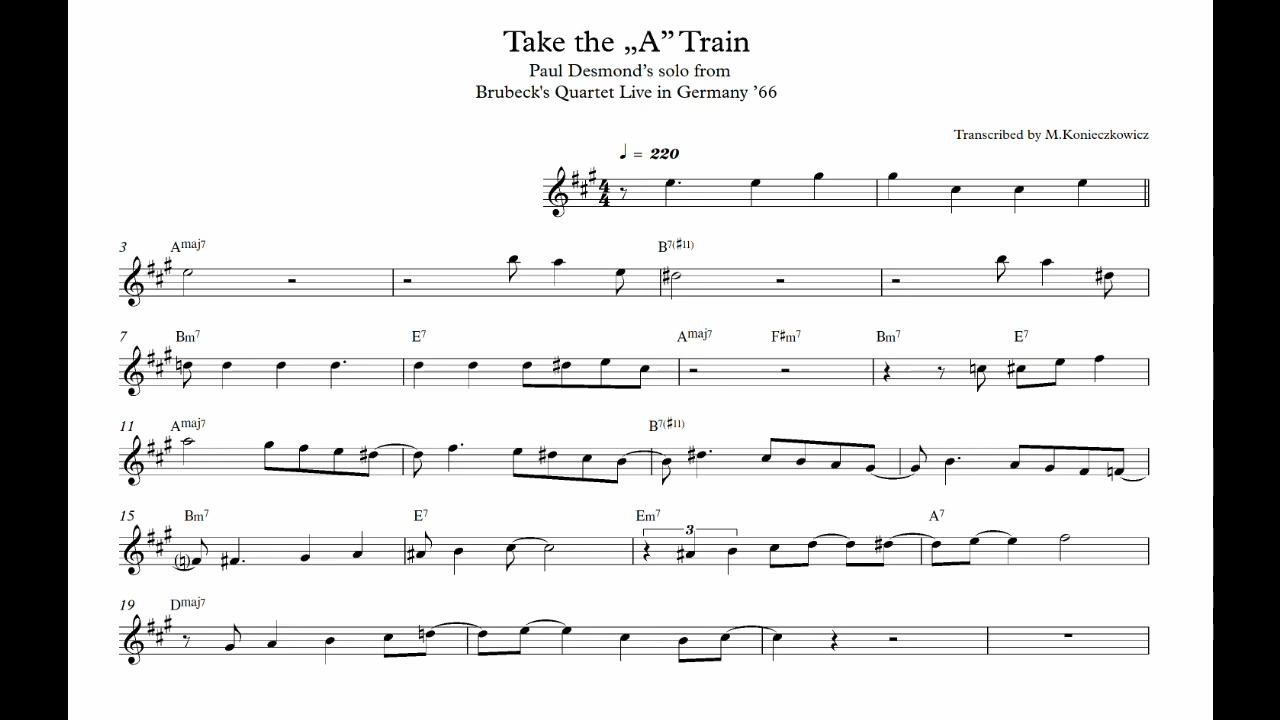 Take the „A” Train
Paul Desmond’s solo from
Brubeck's Quartet Live in Germany ’66
Transcribed by M.Konieczkowicz
♩ = 220
3 Amaj7 B7(♯11)
7 Bm7 E7 Amaj7 F♯m7 Bm7 E7
11 Amaj7 B7(♯11)
15 Bm7 E7 Em7 3 A7
19 Dmaj7